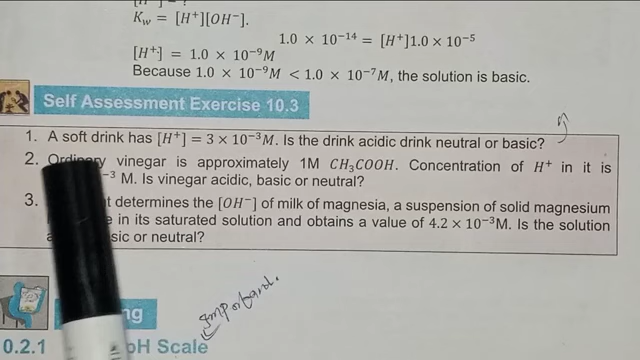 K_w = [H⁺][OH⁻].
1.0 × 10⁻¹⁴ = [H⁺]1.0 × 10⁻⁵
[H⁺] = 1.0 × 10⁻⁹M
Because 1.0 × 10⁻⁹M < 1.0 × 10⁻⁷M, the solution is basic.
Self Assessment Exercise 10.3
1. A soft drink has [H⁺] = 3 × 10⁻³M. Is the drink acidic drink neutral or basic?
2. Ordinary vinegar is approximately 1M CH₃COOH. Concentration of H⁺ in it is
⁻³ M. Is vinegar acidic, basic or neutral?
3. determines the [OH⁻] of milk of magnesia, a suspension of solid magnesium
in its saturated solution and obtains a value of 4.2 × 10⁻³M. Is the solution
or neutral?
Important.
0.2.1 pH Scale